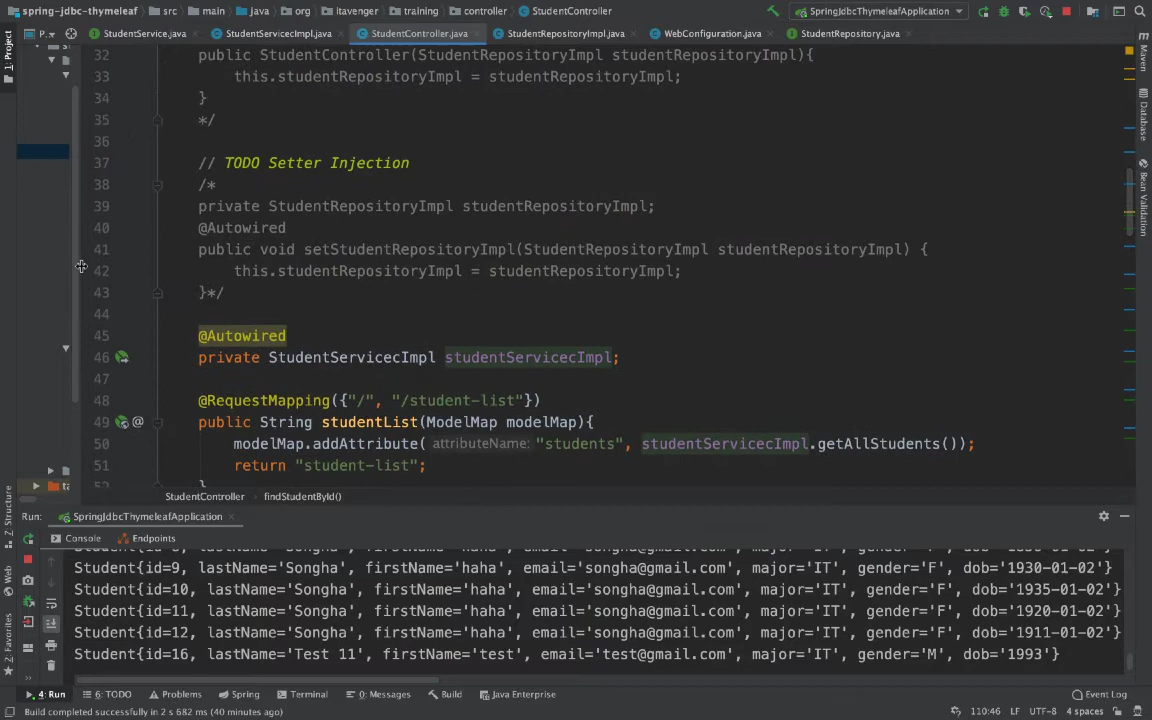 spring-jdbc-thymeleaf
src
main
java
org
itavenger
training
controller
StudentController
SpringJdbcThymeleafApplication
P.
StudentService.java
StudentServicecImpl.java
StudentController.java
StudentRepositoryImpl.java
WebConfiguration.java
StudentRepository.java
1: Project
32 public StudentController(StudentRepositoryImpl studentRepositoryImpl){
33 this.studentRepositoryImpl = studentRepositoryImpl;
34 }
35 */
36
37 // TODO Setter Injection
38 /*
39 private StudentRepositoryImpl studentRepositoryImpl;
40 @Autowired
41 public void setStudentRepositoryImpl(StudentRepositoryImpl studentRepositoryImpl) {
42 this.studentRepositoryImpl = studentRepositoryImpl;
43 }*/
44
45 @Autowired
46 private StudentServicecImpl studentServicecImpl;
47
48 @RequestMapping({"/", "/student-list"})
49 public String studentList(ModelMap modelMap){
50 modelMap.addAttribute( attributeName: "students", studentServicecImpl.getAllStudents());
51 return "student-list";
52 }
Maven
Database
Bean Validation
StudentController
findStudentById()
Z: Structure
Web
2: Favorites
Run:
SpringJdbcThymeleafApplication
Console
Endpoints
Student{id=9, lastName='Songha', firstName='haha', email='songha@gmail.com', major='IT', gender='F', dob='1930-01-02'}
Student{id=10, lastName='Songha', firstName='haha', email='songha@gmail.com', major='IT', gender='F', dob='1935-01-02'}
Student{id=11, lastName='Songha', firstName='haha', email='songha@gmail.com', major='IT', gender='F', dob='1920-01-02'}
Student{id=12, lastName='Songha', firstName='haha', email='songha@gmail.com', major='IT', gender='F', dob='1911-01-02'}
Student{id=16, lastName='Test 11', firstName='test', email='test@gmail.com', major='IT', gender='M', dob='1993'}
4: Run
6: TODO
Problems
Spring
Terminal
0: Messages
Build
Java Enterprise
Event Log
Build completed successfully in 2 s 682 ms (40 minutes ago)
110:46
LF
UTF-8
4 spaces